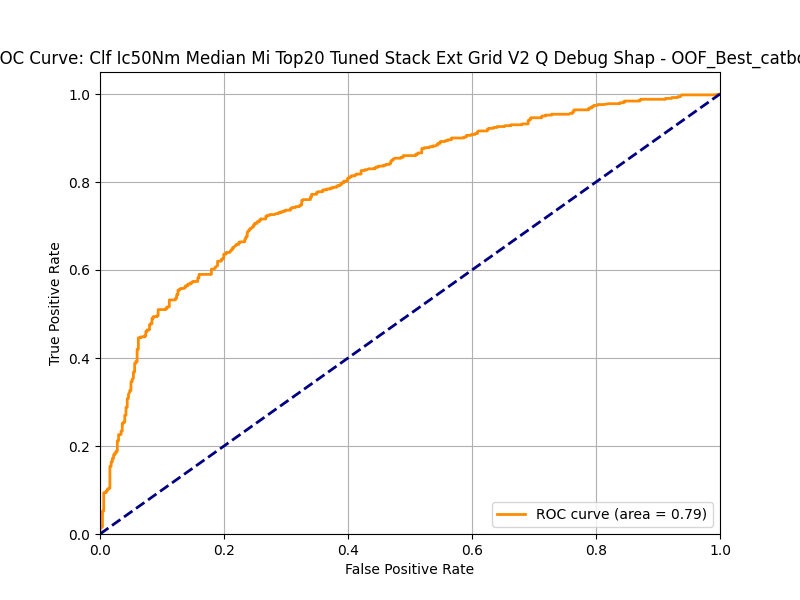 OC Curve: Clf Ic50Nm Median Mi Top20 Tuned Stack Ext Grid V2 Q Debug Shap - OOF_Best_catbo
1.0
0.8
0.6
0.4
0.2
0.0
True Positive Rate
ROC curve (area = 0.79)
0.0 0.2 0.4 0.6 0.8 1.0
False Positive Rate